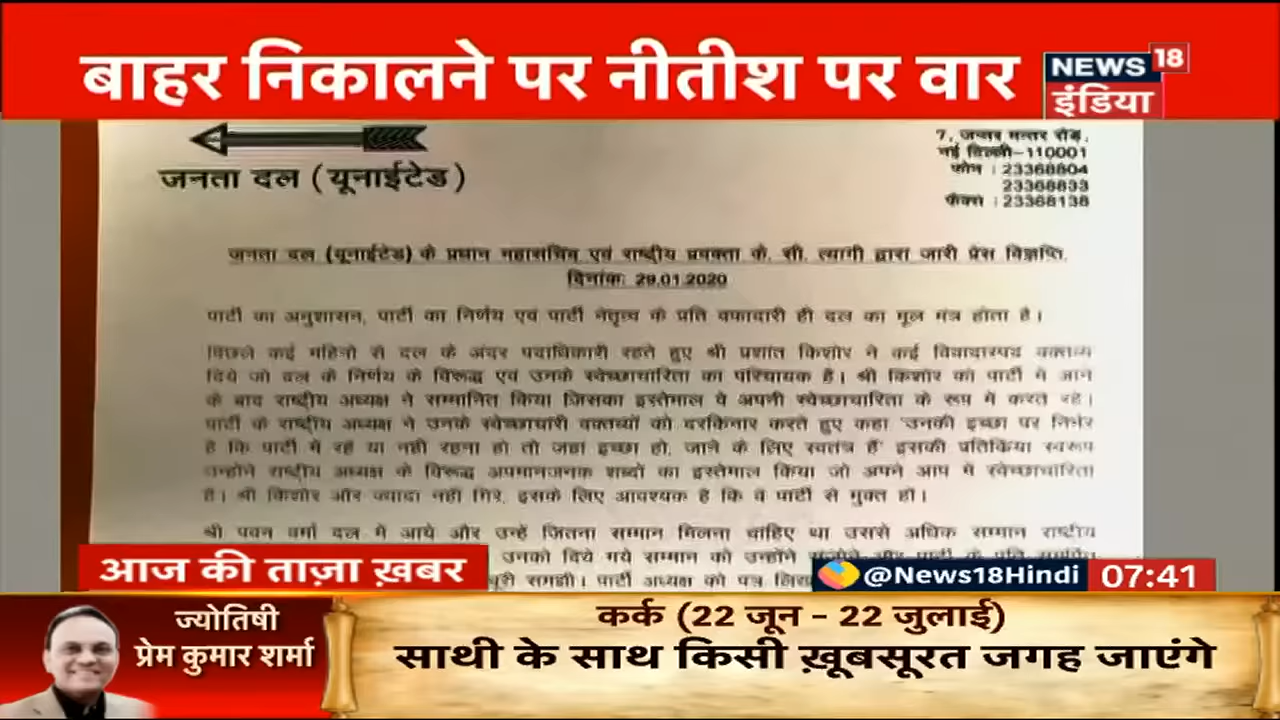 बाहर निकालने पर नीतीश पर वार
NEWS 18
इंडिया
जनता दल (यूनाईटेड)
7, जन्तर मन्तर रोड,
नई दिल्ली-110001
फोन : 23368804
23368833
फैक्स : 23368138
जनता दल (यूनाईटेड) के प्रधान महासचिव एवं राष्ट्रीय प्रवक्ता के. सी. त्यागी द्वारा जारी प्रेस विज्ञप्ति
दिनांक: 29.01.2020
पार्टी का अनुशासन, पार्टी का निर्णय एवं पार्टी नेतृत्व के प्रति वफादारी ही दल का मूल मंत्र होता है।
पिछले कई महिनो से दल के अंदर पदाधिकारी रहते हुए श्री प्रशांत किशोर ने कई विवादास्पद वक्तव्य
दिये जो दल के निर्णय के विरूद्ध एवं उनके स्वेच्छाचारिता का परिचायक है। श्री किशोर को पार्टी मे आने
के बाद राष्ट्रीय अध्यक्ष ने सम्मानित किया जिसका इस्तेमाल वे अपनी स्वेच्छाचारिता के रूप में करते रहे।
पार्टी के राष्ट्रीय अध्यक्ष ने उनके स्वेच्छाचारी वक्तव्यों को दरकिनार करते हुए कहा 'उनकी इच्छा पर निर्भर
है कि पार्टी में रहें या नही रहना हो तो जहा इच्छा हो, जाने के लिए स्वतंत्र हैं' इसकी प्रतिकिया स्वरूप
उन्होंने राष्ट्रीय अध्यक्ष के विरूद्ध अपमानजनक शब्दों का इस्तेमाल किया जो अपने आप मे स्वेच्छाचारिता
है। श्री किशोर और ज्यादा नही गिरे, इसके लिए आवश्यक है कि वे पार्टी से मुक्त हो।
श्री पवन वर्मा दल मे आये और उन्हें जितना सम्मान मिलना चाहिए था उससे अधिक सम्मान राष्ट्रीय
उनको दिये गये सम्मान को उन्होंने
समझी। पार्टी अध्यक्ष को पत्र
आज की ताज़ा ख़बर
@News18Hindi 07:41
ज्योतिषी
प्रेम कुमार शर्मा
कर्क (22 जून - 22 जुलाई)
साथी के साथ किसी ख़ूबसूरत जगह जाएंगे